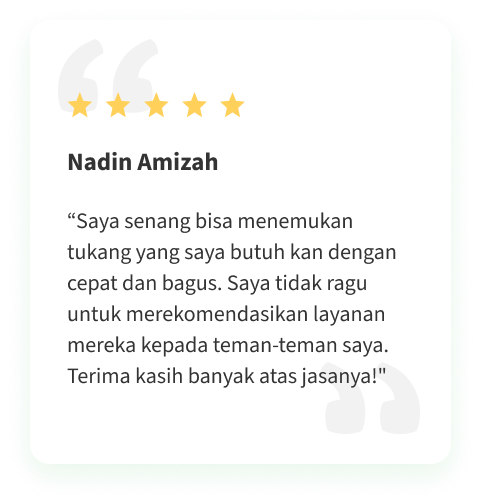 Nadin Amizah
“Saya senang bisa menemukan
tukang yang saya butuh kan dengan
cepat dan bagus. Saya tidak ragu
untuk merekomendasikan layanan
mereka kepada teman-teman saya.
Terima kasih banyak atas jasanya!"